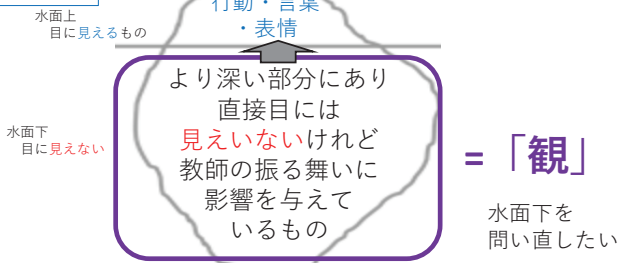 行動・言葉
・表情
水面上
目に見えるもの
より深い部分にあり
直接目には
見えいないけれど
教師の振る舞いに
影響を与えて
いるもの
水面下
目に見えない
=「観」
水面下を
問い直したい